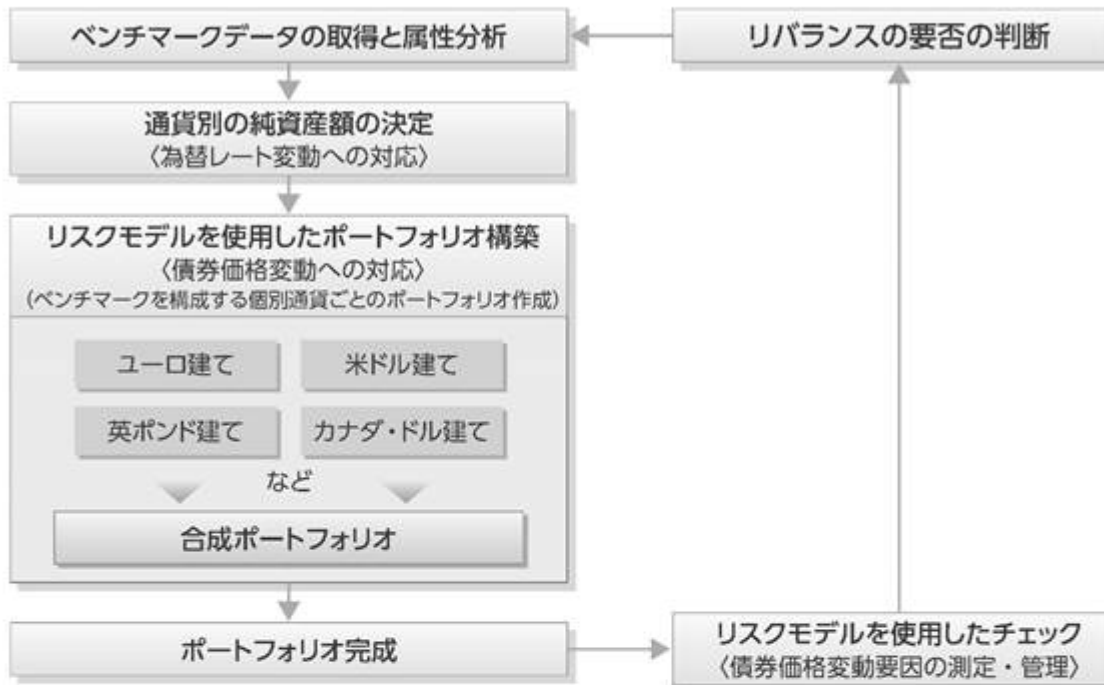 ベンチマークデータの取得と属性分析
リバランスの要否の判断
通貨別の純資産額の決定
〈為替レート変動への対応〉
リスクモデルを使用したポートフォリオ構築
〈債券価格変動への対応〉
(ベンチマークを構成する個別通貨ごとのポートフォリオ作成)
ユーロ建て
米ドル建て
英ポンド建て
カナダ・ドル建て
など
合成ポートフォリオ
ポートフォリオ完成
リスクモデルを使用したチェック
〈債券価格変動要因の測定・管理〉